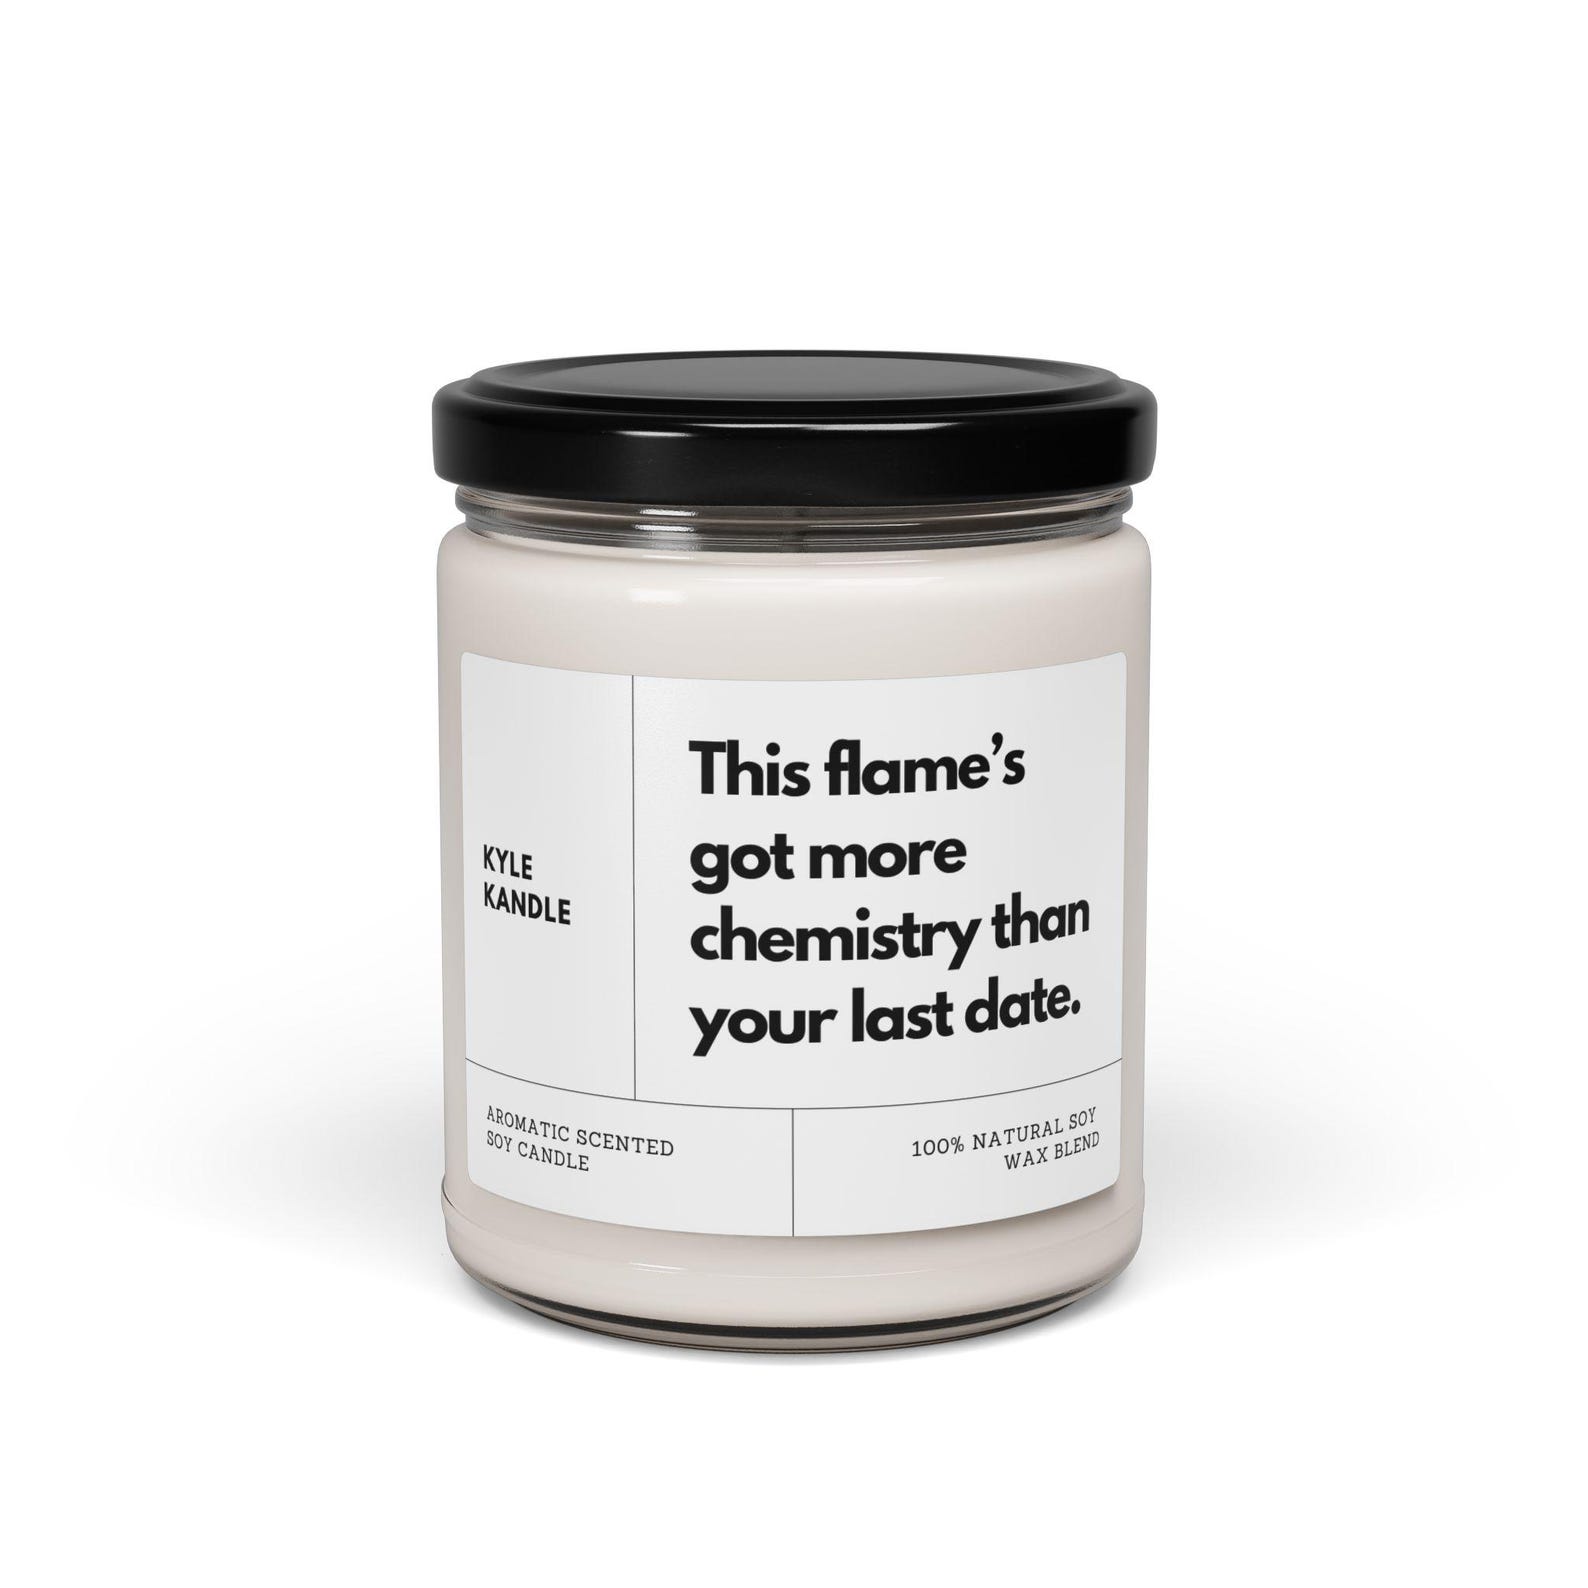 This flame’s
got more
chemistry than
your last date.
KYLE
KANDLE
AROMATIC SCENTED
SOY CANDLE
100% NATURAL SOY
WAX BLEND